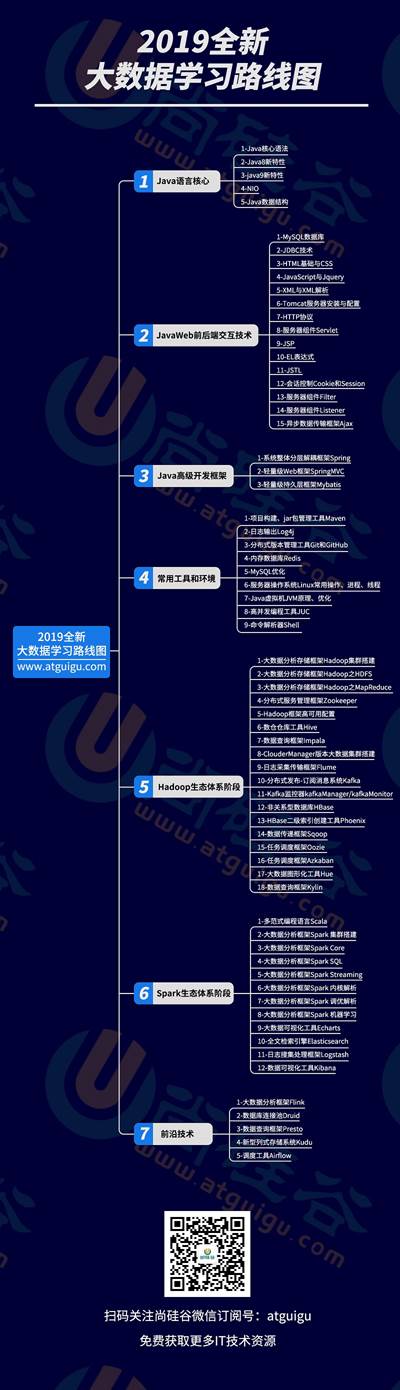 2019全新
大数据学习路线图
1
Java语言核心
1-Java核心语法
2-Java8新特性
3-java9新特性
4-NIO
5-Java数据结构
2
JavaWeb前后端交互技术
1-MySQL数据库
2-JDBC技术
3-HTML基础与CSS
4-JavaScript与Jquery
5-XML与XML解析
6-Tomcat服务器安装与配置
7-HTTP协议
8-服务器组件Servlet
9-JSP
10-EL表达式
11-JSTL
12-会话控制Cookie和Session
13-服务器组件Filter
14-服务器组件Listener
15-异步数据传输框架Ajax
3
Java高级开发框架
1-系统整体分层解耦框架Spring
2-轻量级Web框架SpringMVC
3-轻量级持久层框架Mybatis
4
常用工具和环境
1-项目构建、jar包管理工具Maven
2-日志输出Log4j
3-分布式版本管理工具Git和GitHub
4-内存数据库Redis
5-MySQL优化
6-服务器操作系统Linux常用操作、进程、线程
7-Java虚拟机JVM原理、优化
8-高并发编程工具JUC
9-命令解析器Shell
2019全新
大数据学习路线图
www.atguigu.com
5
Hadoop生态体系阶段
1-大数据分析存储框架Hadoop集群搭建
2-大数据分析存储框架Hadoop之HDFS
3-大数据分析存储框架Hadoop之MapReduce
4-分布式服务管理框架Zookeeper
5-Hadoop框架高可用配置
6-数仓仓库工具Hive
7-数据查询框架Impala
8-ClouderManager版本大数据集群搭建
9-日志采集传输框架Flume
10-分布式发布-订阅消息系统Kafka
11-Kafka监控器kafkaManager/kafkaMonitor
12-非关系型数据库HBase
13-HBase二级索引创建工具Phoenix
14-数据传递框架Sqoop
15-任务调度框架Oozie
16-任务调度框架Azkaban
17-大数据图形化工具Hue
18-数据查询框架Kylin
6
Spark生态体系阶段
1-多范式编程语言Scala
2-大数据分析框架Spark 集群搭建
3-大数据分析框架Spark Core
4-大数据分析框架Spark SQL
5-大数据分析框架Spark Streaming
6-大数据分析框架Spark 内核解析
7-大数据分析框架Spark 调优解析
8-大数据分析框架Spark 机器学习
9-大数据可视化工具Echarts
10-全文检索引擎Elasticsearch
11-日志搜集处理框架Logstash
12-数据可视化工具Kibana
7
前沿技术
1-大数据分析框架Flink
2-数据库连接池Druid
3-数据查询框架Presto
4-新型列式存储系统Kudu
5-调度工具Airflow
扫码关注尚硅谷微信订阅号：atguigu
免费获取更多IT技术资源